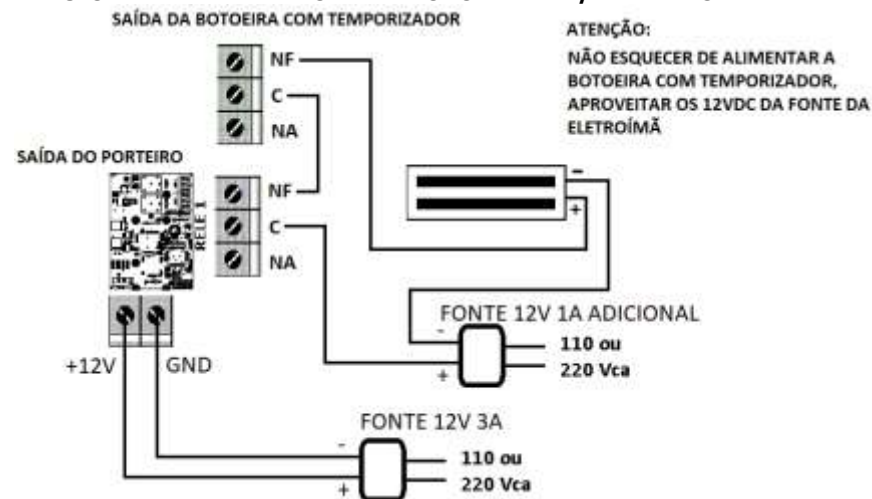 SAÍDA DA BOTOEIRA COM TEMPORIZADOR
ATENÇÃO:
NÃO ESQUECER DE ALIMENTAR A
BOTOEIRA COM TEMPORIZADOR,
APROVEITAR OS 12VDC DA FONTE DA
ELETROÍMÃ
NF
C
NA
SAÍDA DO PORTEIRO
RELE 1
NF
C
NA
-
+
FONTE 12V 1A ADICIONAL
-
+
110 ou
220 Vca
+12V
GND
FONTE 12V 3A
-
+
110 ou
220 Vca